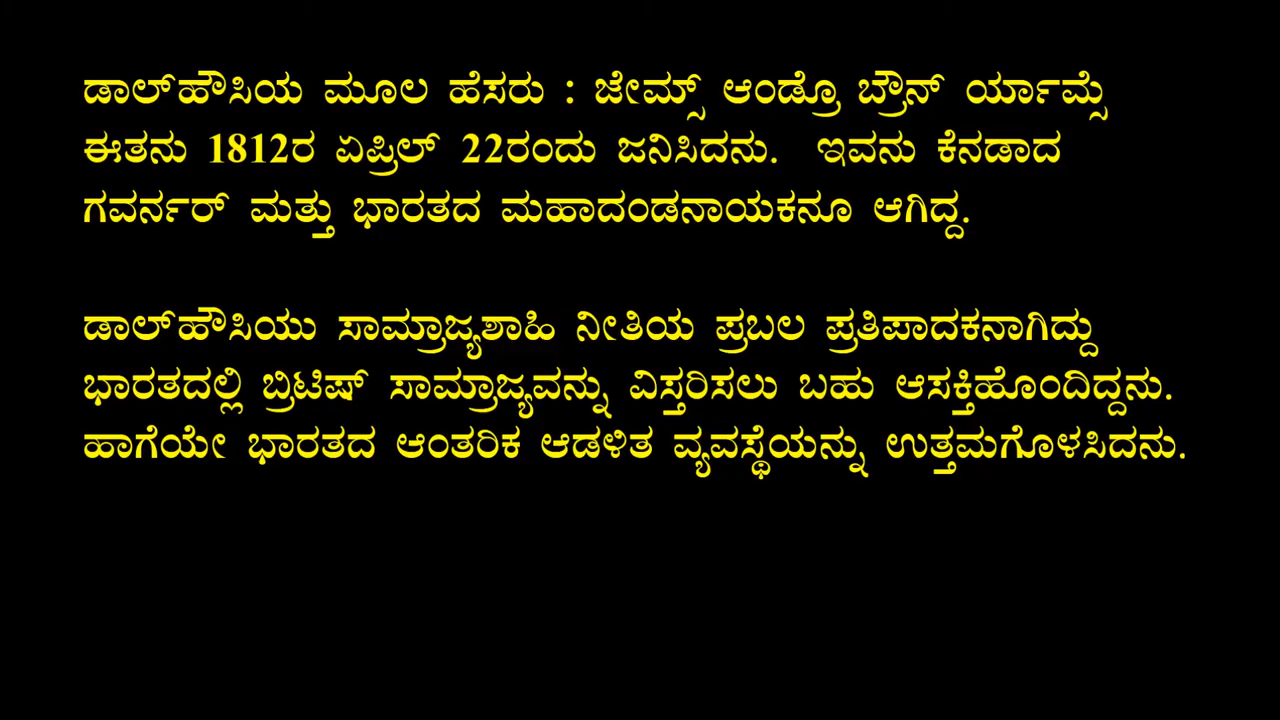 ಡಾಲ್‌ಹೌಸಿಯ ಮೂಲ ಹೆಸರು : ಜೇಮ್ಸ್ ಆಂಡ್ರೊ ಬ್ರೌನ್ ರ್ಯಾಮ್ಸೆ
ಈತನು 1812ರ ಏಪ್ರಿಲ್ 22ರಂದು ಜನಿಸಿದನು. ಇವನು ಕೆನಡಾದ
ಗವರ್ನರ್ ಮತ್ತು ಭಾರತದ ಮಹಾದಂಡನಾಯಕನೂ ಆಗಿದ್ದ.
ಡಾಲ್‌ಹೌಸಿಯು ಸಾಮ್ರಾಜ್ಯಶಾಹಿ ನೀತಿಯ ಪ್ರಬಲ ಪ್ರತಿಪಾದಕನಾಗಿದ್ದು
ಭಾರತದಲ್ಲಿ ಬ್ರಿಟಿಷ್ ಸಾಮ್ರಾಜ್ಯವನ್ನು ವಿಸ್ತರಿಸಲು ಬಹು ಆಸಕ್ತಿಹೊಂದಿದ್ದನು.
ಹಾಗೆಯೇ ಭಾರತದ ಆಂತರಿಕ ಆಡಳಿತ ವ್ಯವಸ್ಥೆಯನ್ನು ಉತ್ತಮಗೊಳಸಿದನು.